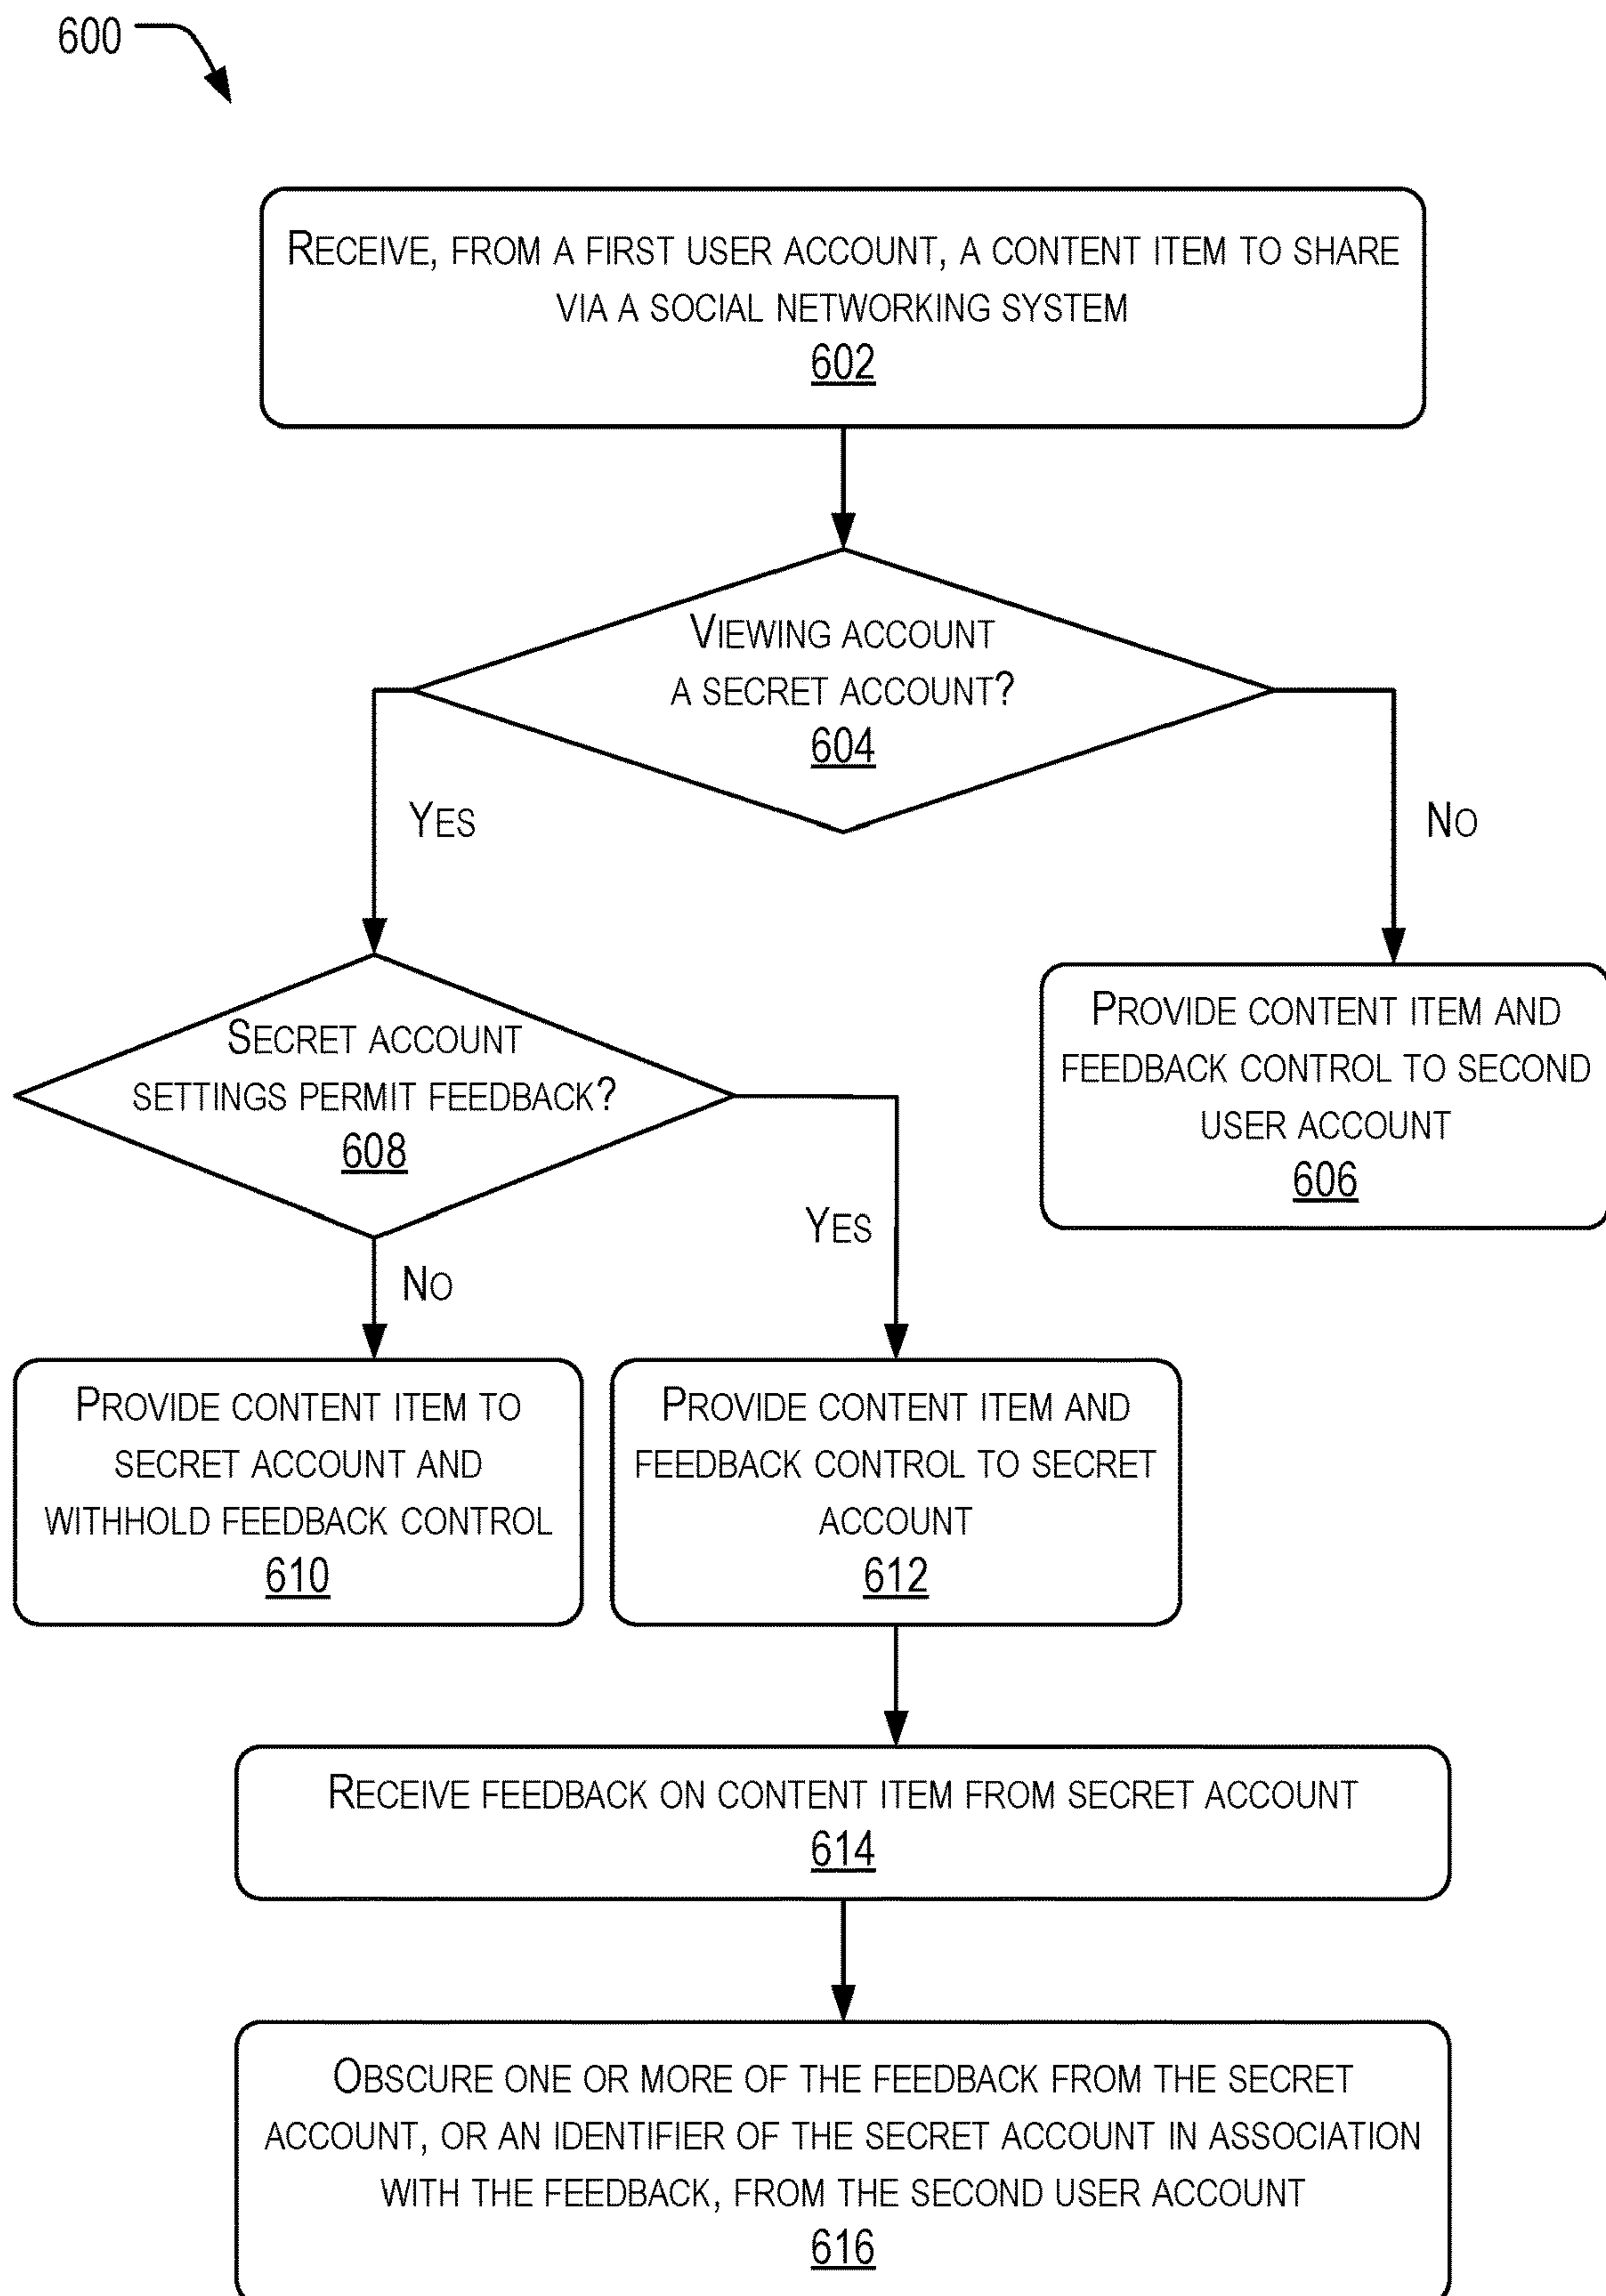 600
Receive, from a first user account, a content item to share
via a social networking system
602
Viewing account
a secret account?
604
Yes
No
Secret account
settings permit feedback?
608
Provide content item and
feedback control to second
user account
606
Yes
No
Provide content item to
secret account and
withhold feedback control
610
Provide content item and
feedback control to secret
account
612
Receive feedback on content item from secret account
614
Obscure one or more of the feedback from the secret
account, or an identifier of the secret account in association
with the feedback, from the second user account
616